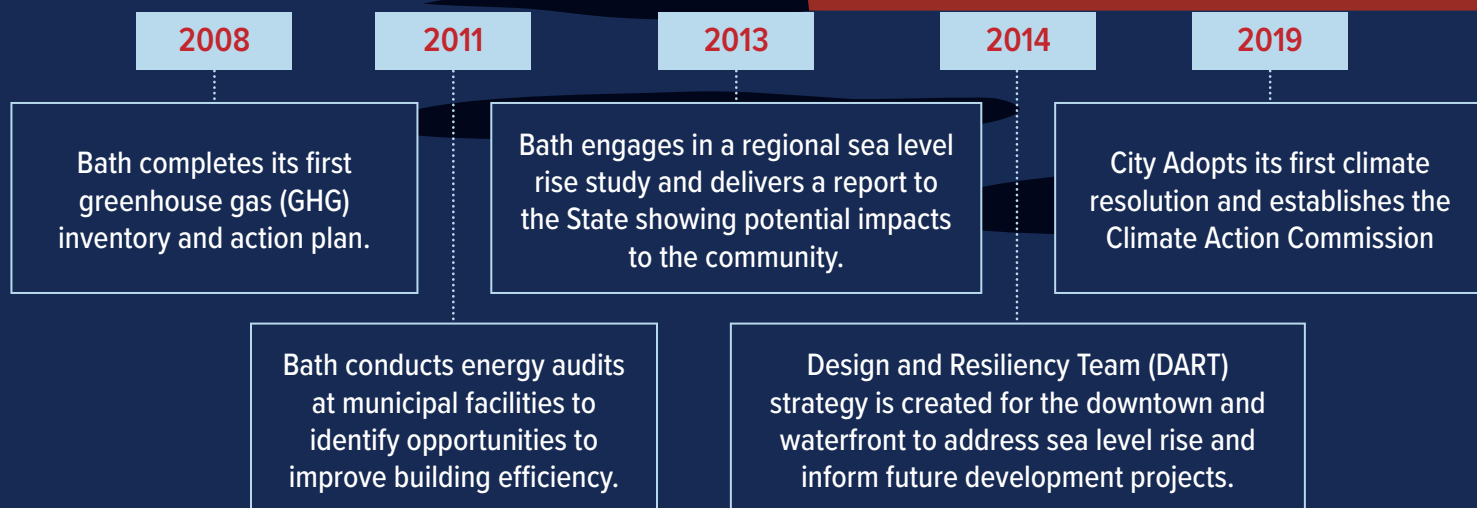 2008
Bath completes its first
greenhouse gas (GHG)
inventory and action plan.
2011
Bath conducts energy audits
at municipal facilities to
identify opportunities to
improve building efficiency.
2013
Bath engages in a regional sea level
rise study and delivers a report to
the State showing potential impacts
to the community.
2014
Design and Resiliency Team (DART)
strategy is created for the downtown and
waterfront to address sea level rise and
inform future development projects.
2019
City Adopts its first climate
resolution and establishes the
Climate Action Commission